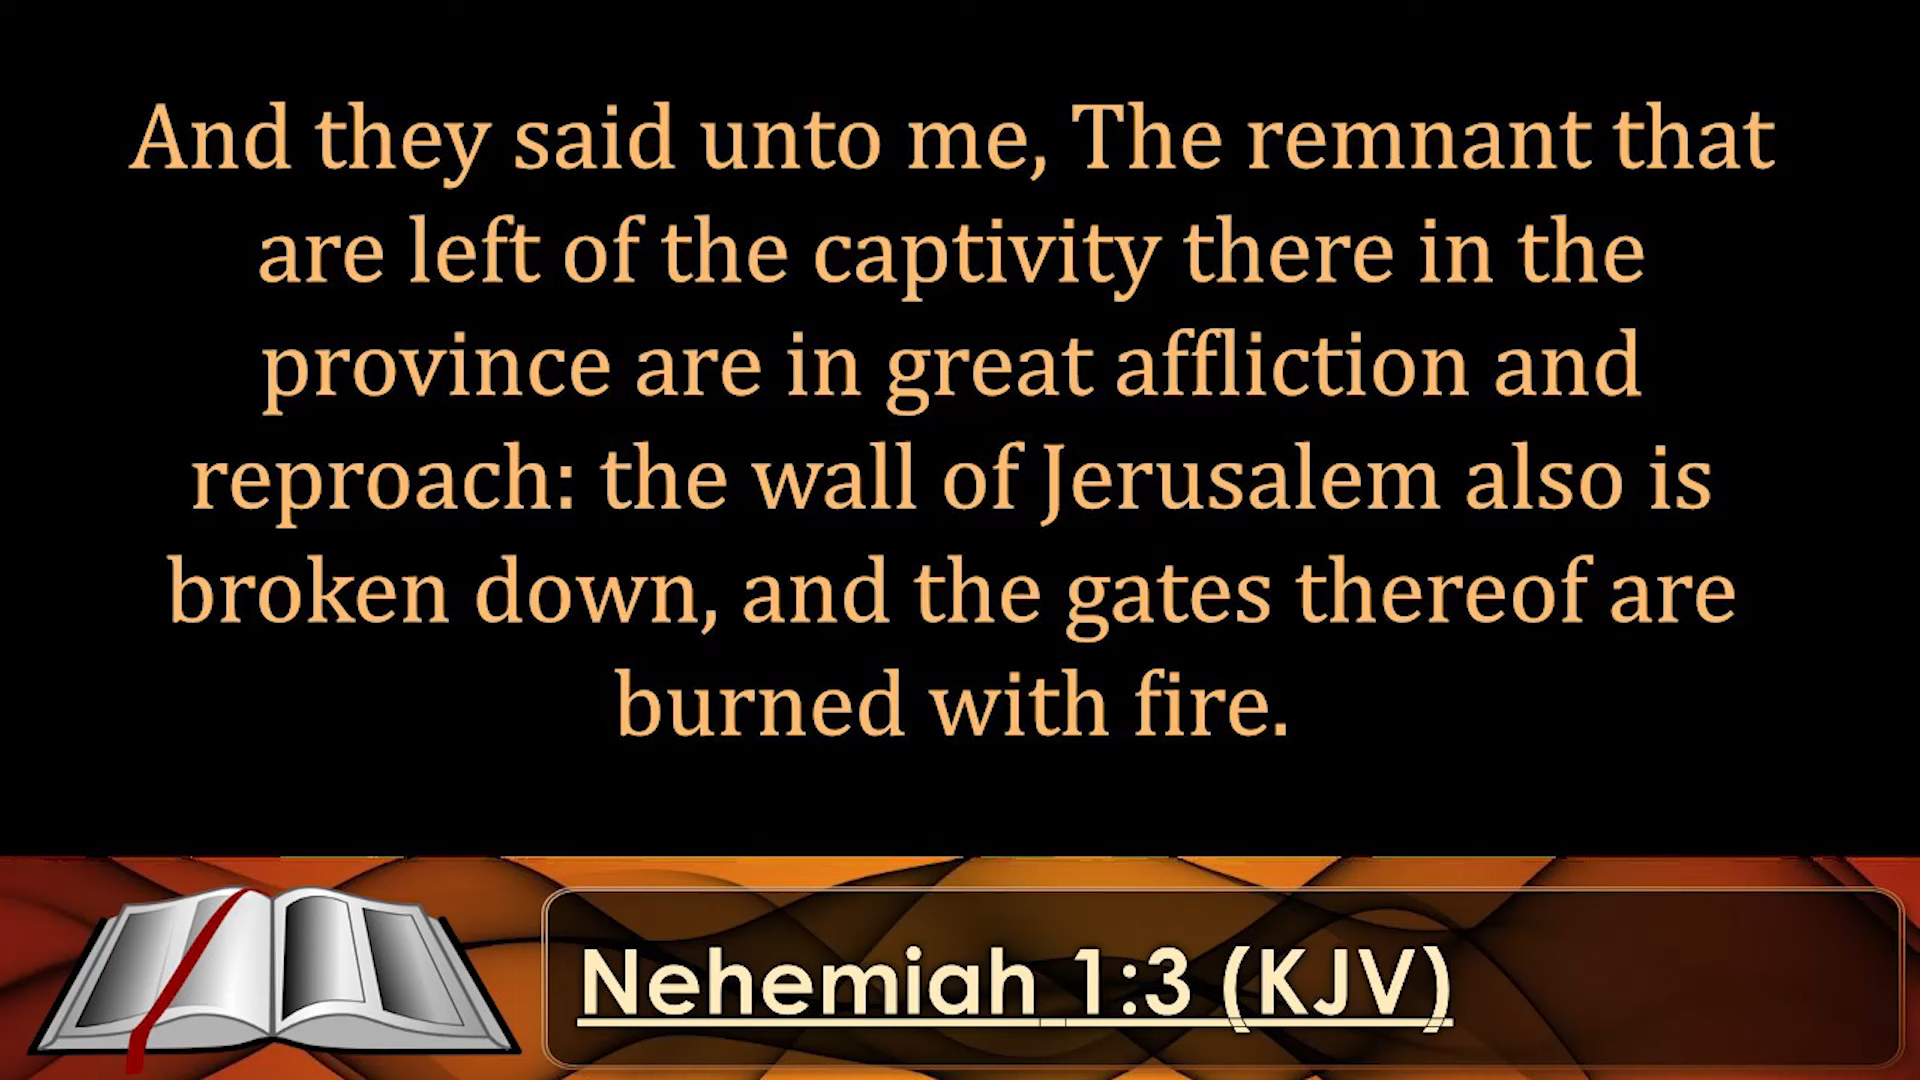 And they said unto me, The remnant that
are left of the captivity there in the
province are in great affliction and
reproach: the wall of Jerusalem also is
broken down, and the gates thereof are
burned with fire.
Nehemiah 1:3 (KJV)